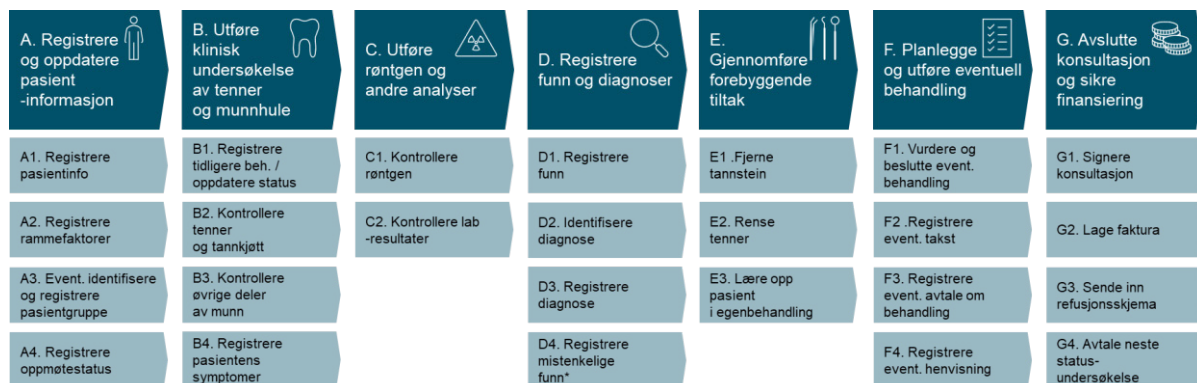 A. Registrere
og oppdatere
pasient
-informasjon
B. Utføre
klinisk
undersøkelse
av tenner
og munnhule
C. Utføre
røntgen og
andre analyser
D. Registrere
funn og diagnoser
E.
Gjennomføre
forebyggende
tiltak
F. Planlegge
og utføre eventuell
behandling
G. Avslutte
konsultasjon
og sikre
finansiering
A1. Registrere
pasientinfo
A2. Registrere
rammefaktorer
A3. Event. identifisere
og registrere
pasientgruppe
A4. Registrere
oppmøtestatus
B1. Registrere
tidligere beh. /
oppdatere status
B2. Kontrollere
tenner
og tannkjøtt
B3. Kontrollere
øvrige deler
av munn
B4. Registrere
pasientens
symptomer
C1. Kontrollere
røntgen
C2. Kontrollere lab
-resultater
D1. Registrere
funn
D2. Identifisere
diagnose
D3. Registrere
diagnose
D4. Registrere
mistenkelige
funn*
E1 .Fjerne
tannstein
E2. Rense
tenner
E3. Lære opp
pasient
i egenbehandling
F1. Vurdere og
beslutte event.
behandling
F2 .Registrere
event. takst
F3. Registrere
event. avtale om
behandling
F4. Registrere
event. henvisning
G1. Signere
konsultasjon
G2. Lage faktura
G3. Sende inn
refusjonsskjema
G4. Avtale neste
status-
undersøkelse